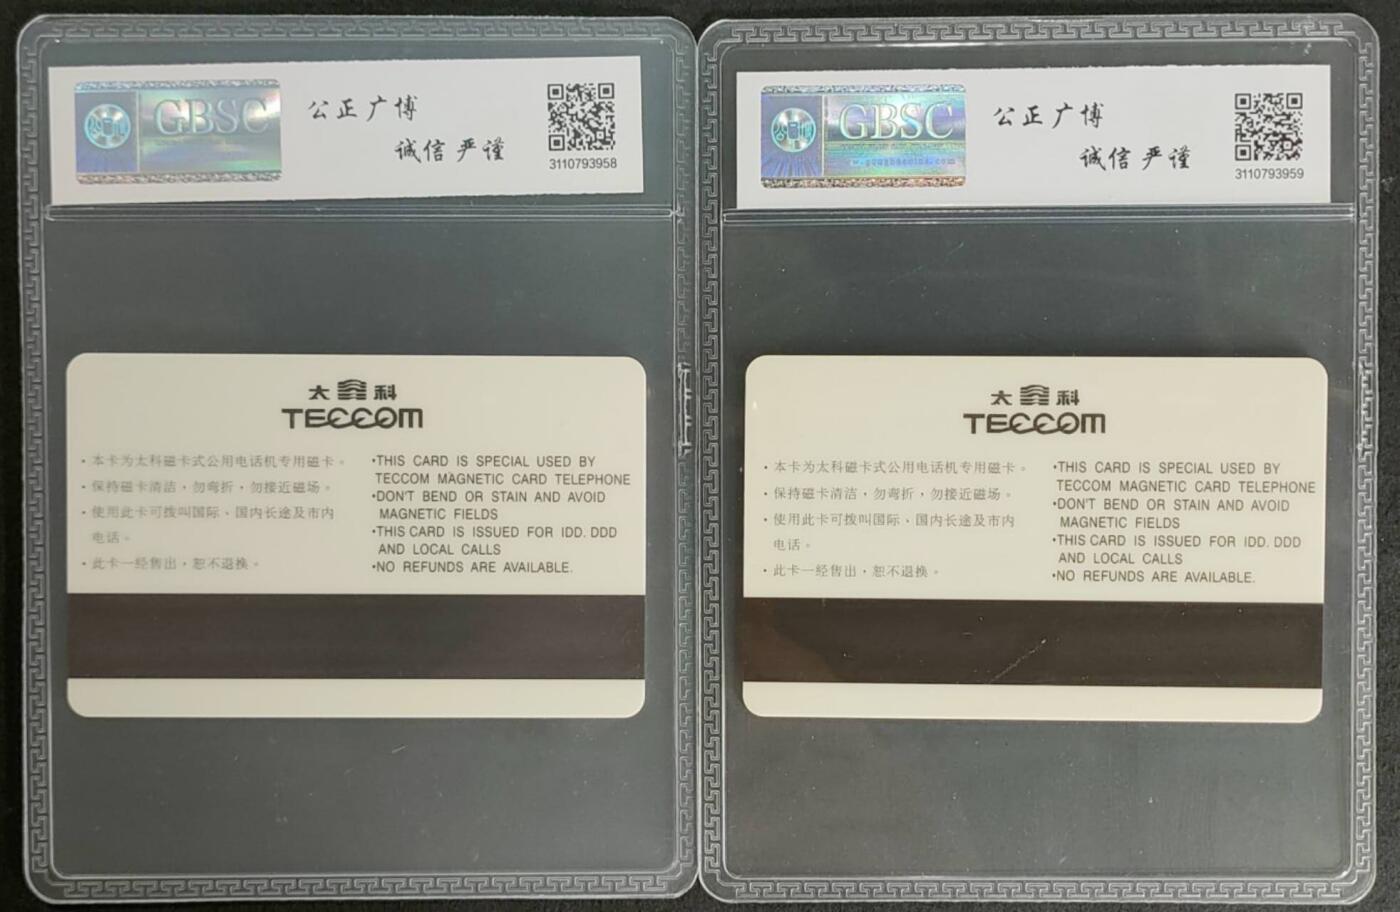 GBSC
公正广博
诚信严谨
3110793958
太科
TECCOM
·本卡为太科磁卡式公用电话机专用磁卡。
·保持磁卡清洁，勿弯折，勿接近磁场。
·使用此卡可拨叫国际、国内长途及市内
电话。
·此卡一经售出，恕不退换。
·THIS CARD IS SPECIAL USED BY
TECCOM MAGNETIC CARD TELEPHONE
·DON'T BEND OR STAIN AND AVOID
MAGNETIC FIELDS
·THIS CARD IS ISSUED FOR IDD. DDD
AND LOCAL CALLS
·NO REFUNDS ARE AVAILABLE.
GBSC
公正广博
诚信严谨
3110793959
太科
TECCOM
·本卡为太科磁卡式公用电话机专用磁卡。
·保持磁卡清洁，勿弯折，勿接近磁场。
·使用此卡可拨叫国际、国内长途及市内
电话。
·此卡一经售出，恕不退换。
·THIS CARD IS SPECIAL USED BY
TECCOM MAGNETIC CARD TELEPHONE
·DON'T BEND OR STAIN AND AVOID
MAGNETIC FIELDS
·THIS CARD IS ISSUED FOR IDD. DDD
AND LOCAL CALLS
·NO REFUNDS ARE AVAILABLE.